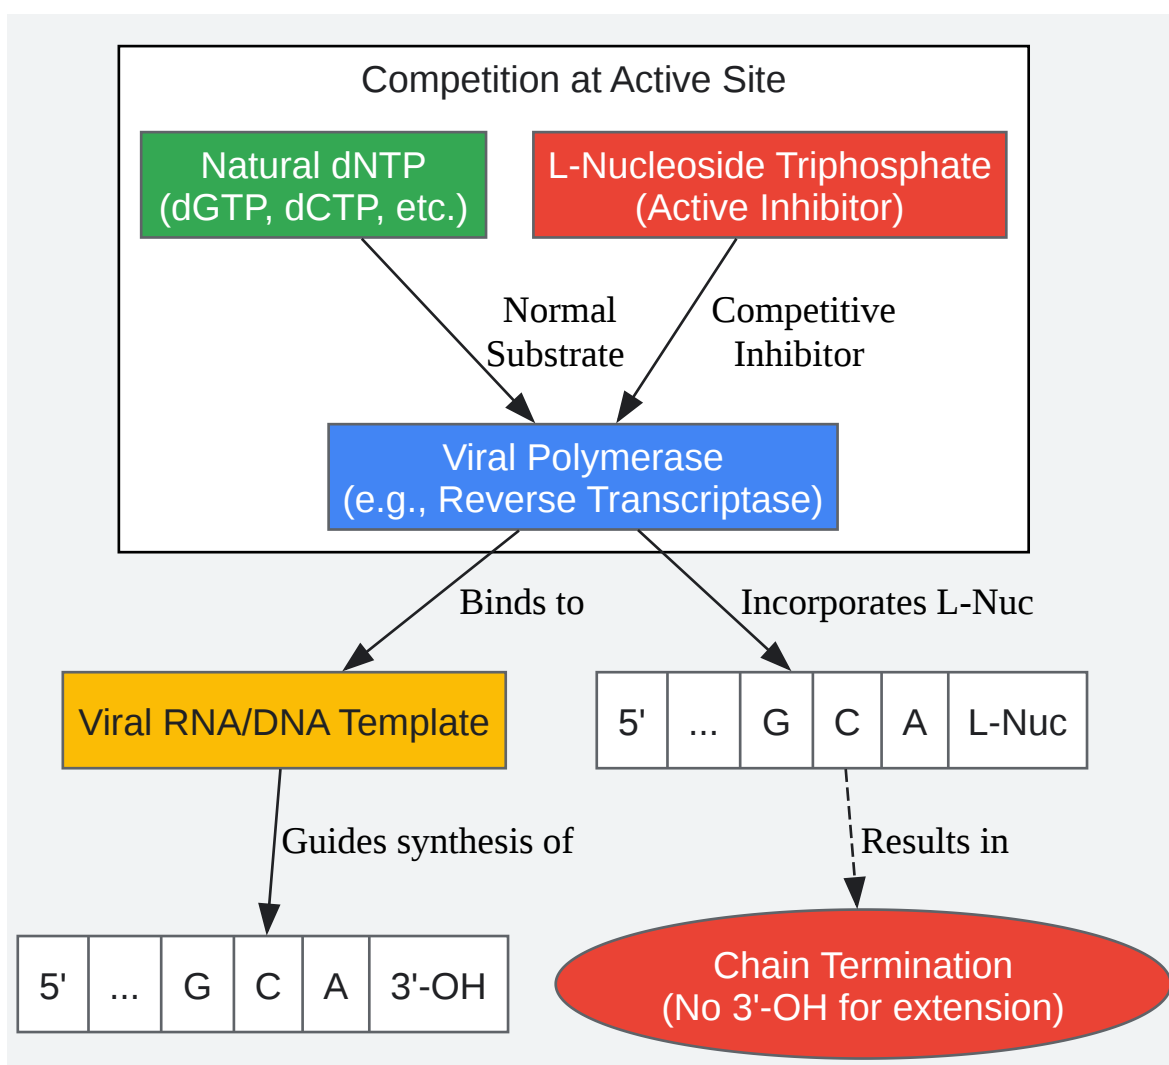 Competition at Active Site
Natural dNTP
(dGTP, dCTP, etc.)
L-Nucleoside Triphosphate
(Active Inhibitor)
Normal
Substrate
Competitive
Inhibitor
Viral Polymerase
(e.g., Reverse Transcriptase)
Binds to
Incorporates L-Nuc
Viral RNA/DNA Template
5' ... G C A L-Nuc
Guides synthesis of
Results in
5' ... G C A 3'-OH
Chain Termination
(No 3'-OH for extension)